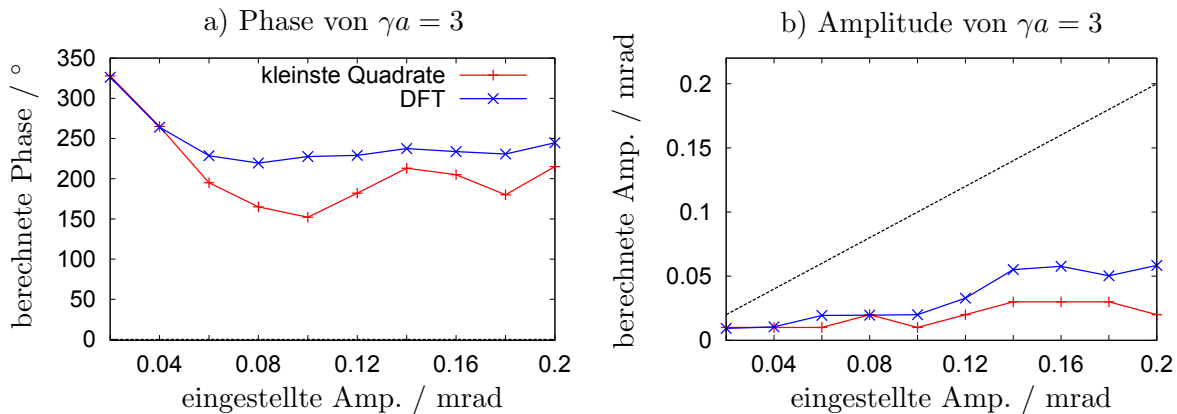 a) Phase von γa = 3
berechnete Phase / °
350
300
250
200
150
100
50
0
kleinste Quadrate
DFT
0.04 0.08 0.12 0.16 0.2
eingestellte Amp. / mrad
b) Amplitude von γa = 3
berechnete Amp. / mrad
0.2
0.15
0.1
0.05
0
0.04 0.08 0.12 0.16 0.2
eingestellte Amp. / mrad